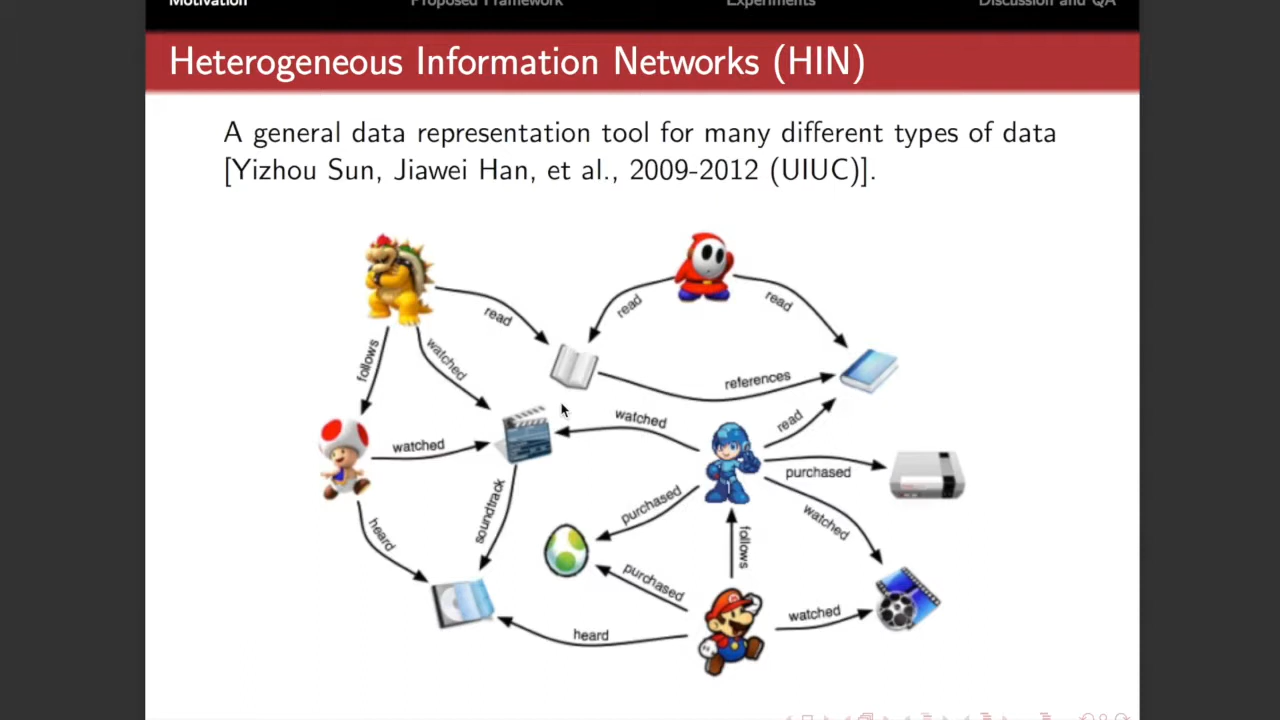 Motivation
Proposed Framework
Experiments
Discussion and QA
Heterogeneous Information Networks (HIN)
A general data representation tool for many different types of data
[Yizhou Sun, Jiawei Han, et al., 2009-2012 (UIUC)].
read
read
read
follows
watched
references
watched
read
watched
purchased
soundtrack
purchased
watched
heard
follows
purchased
watched
heard